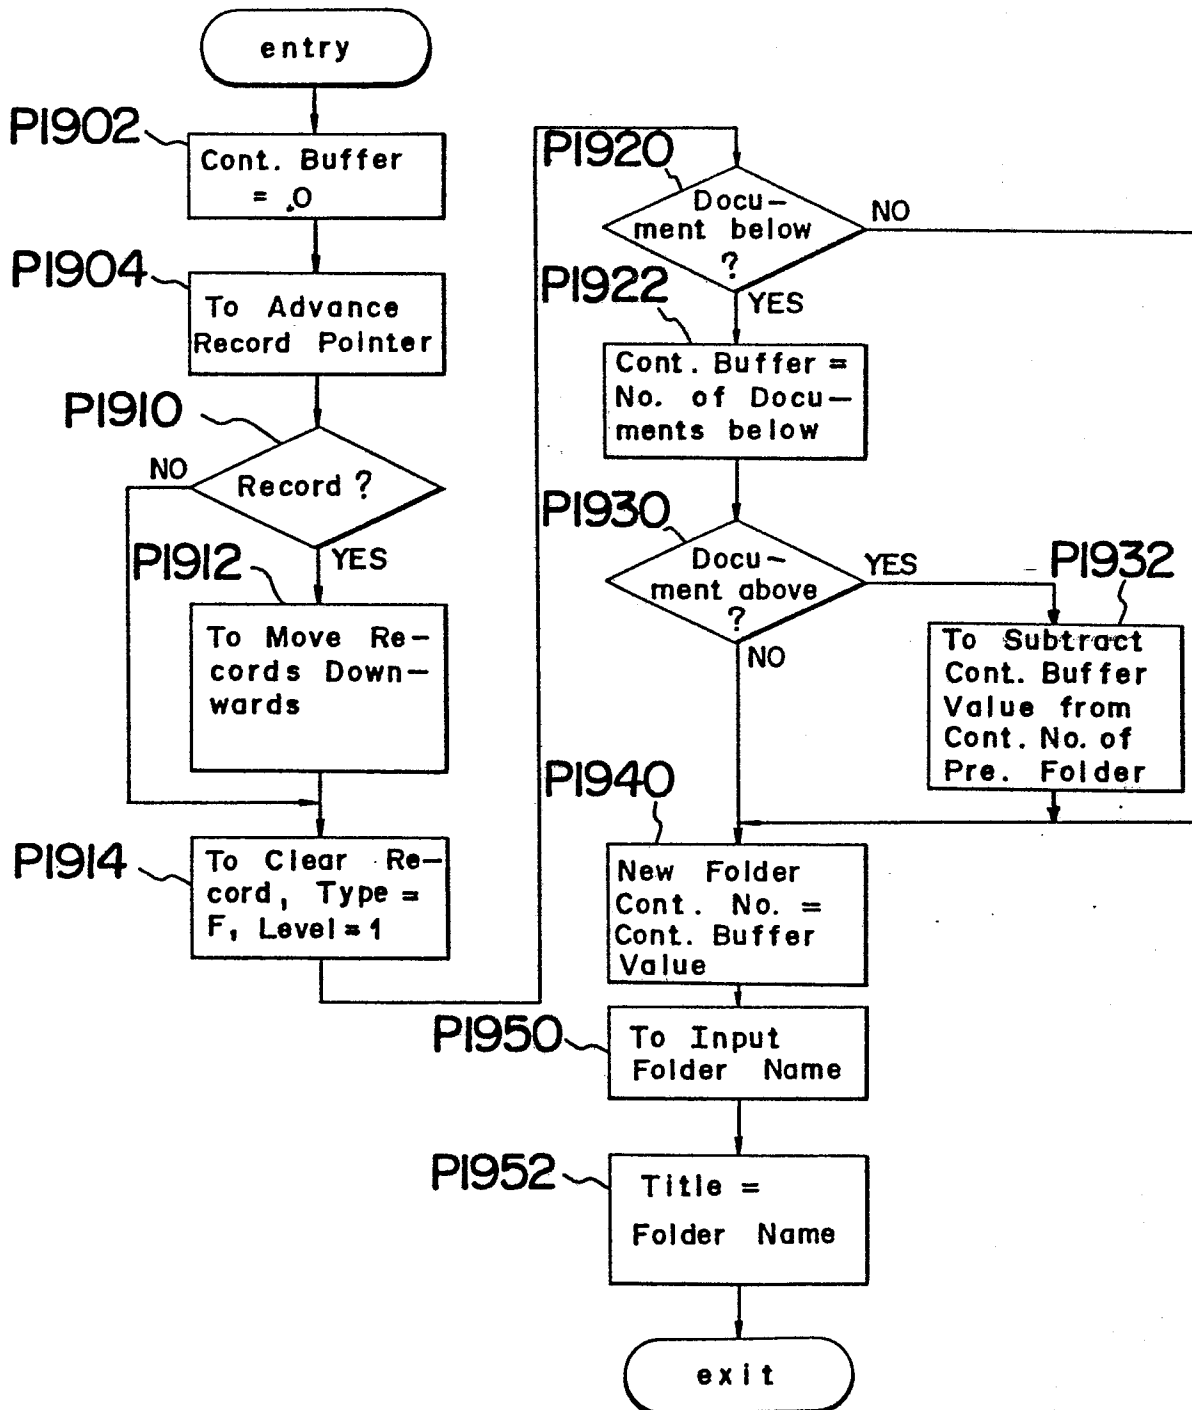 entry
P1902
Cont. Buffer
= .0
P1904
To Advance
Record Pointer
P1910
NO
Record ?
YES
P1912
To Move Re-
cords Down-
wards
P1914
To Clear Re-
cord, Type =
F, Level = 1
P1920
Docu-
ment below
?
NO
YES
P1922
Cont. Buffer =
No. of Docu-
ments below
P1930
Docu-
ment above
?
YES
NO
P1932
To Subtract
Cont. Buffer
Value from
Cont. No. of
Pre. Folder
P1940
New Folder
Cont. No. =
Cont. Buffer
Value
P1950
To Input
Folder Name
P1952
Title =
Folder Name
exit